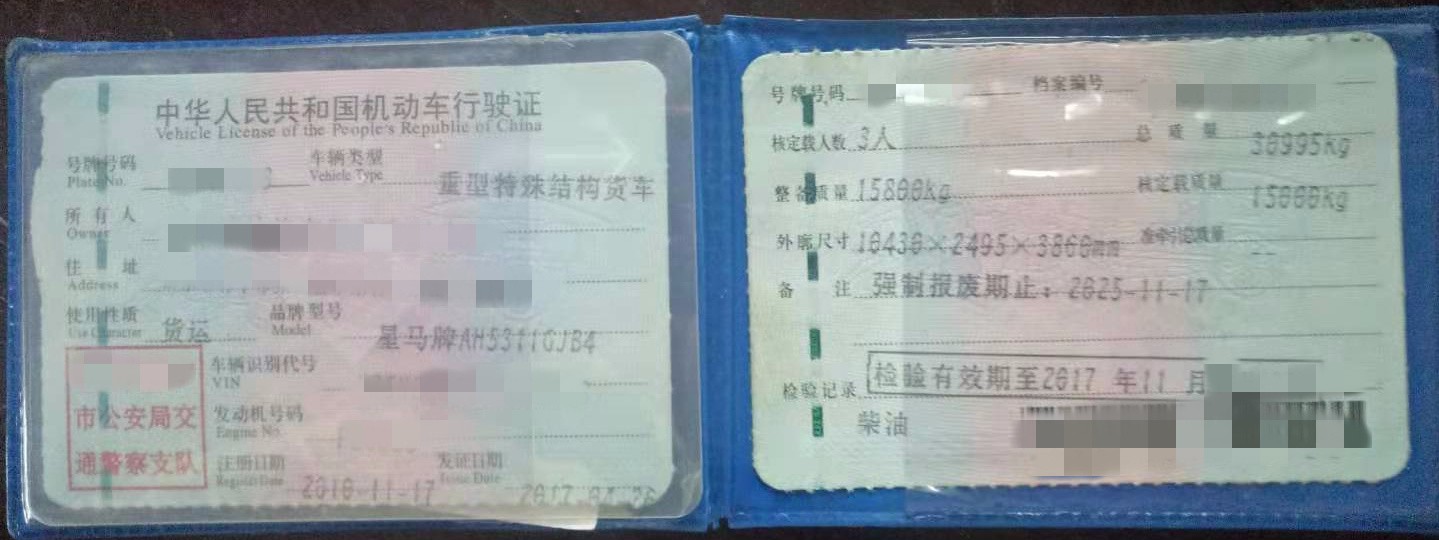 中华人民共和国机动车行驶证
Vehicle License of the People's Republic of China
号牌号码 3 车辆类型 重型特殊结构货车
Plate No. Vehicle Type
所有人
Owner
住址
Address
使用性质 货运 品牌型号 星马牌AH5311GJB4
Use Character Model
车辆识别代号
VIN
市公安局交 发动机号码
Engine No.
通警察支队 注册日期 2010-11-17 发证日期 2017-04-26
Register Date Issue Date
号牌号码 档案编号
核定载人数 3人 总质量 30995kg
整备质量 15800kg 核定载质量 15000kg
外廓尺寸 10430×2495×3860mm 准牵引总质量 --
备注 强制报废期止：2025-11-17
检验记录 检验有效期至2017年11月
柴油